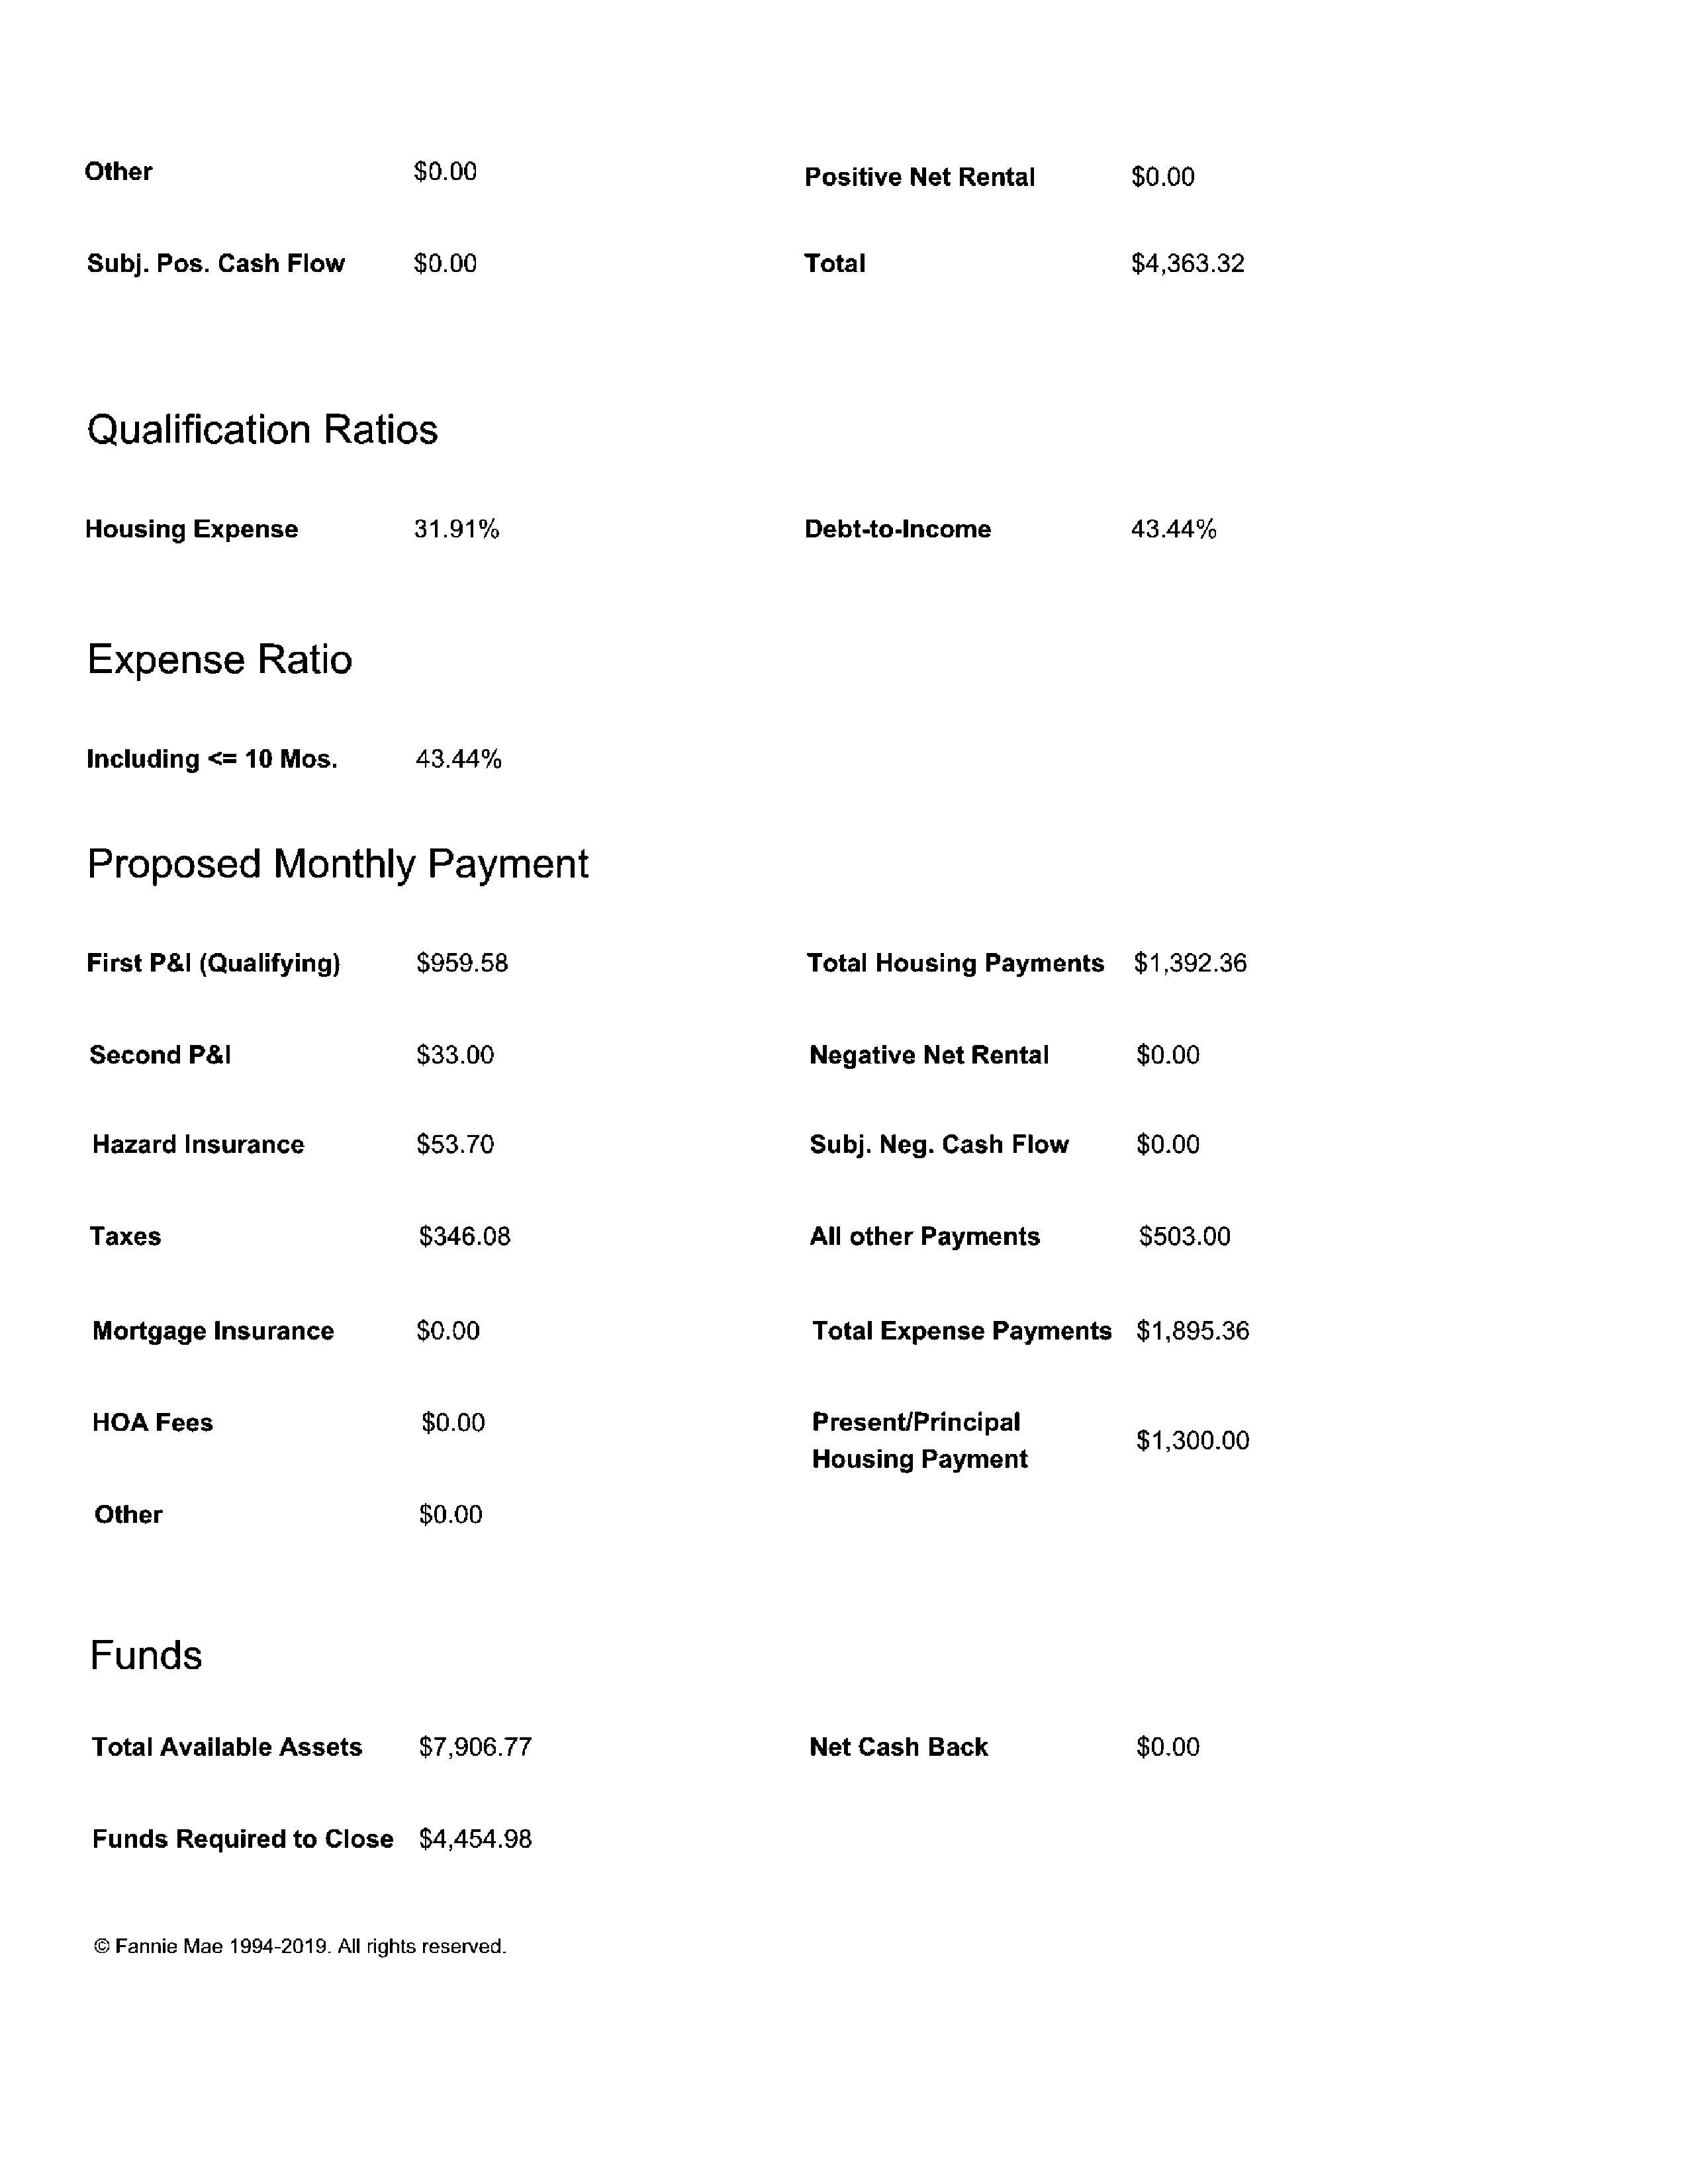 Other $0.00 Positive Net Rental $0.00
Subj. Pos. Cash Flow $0.00 Total $4,363.32
Qualification Ratios
Housing Expense 31.91% Debt-to-Income 43.44%
Expense Ratio
Including <= 10 Mos. 43.44%
Proposed Monthly Payment
First P&I (Qualifying) $959.58 Total Housing Payments $1,392.36
Second P&I $33.00 Negative Net Rental $0.00
Hazard Insurance $53.70 Subj. Neg. Cash Flow $0.00
Taxes $346.08 All other Payments $503.00
Mortgage Insurance $0.00 Total Expense Payments $1,895.36
HOA Fees $0.00 Present/Principal
Housing Payment $1,300.00
Other $0.00
Funds
Total Available Assets $7,906.77 Net Cash Back $0.00
Funds Required to Close $4,454.98
© Fannie Mae 1994-2019. All rights reserved.